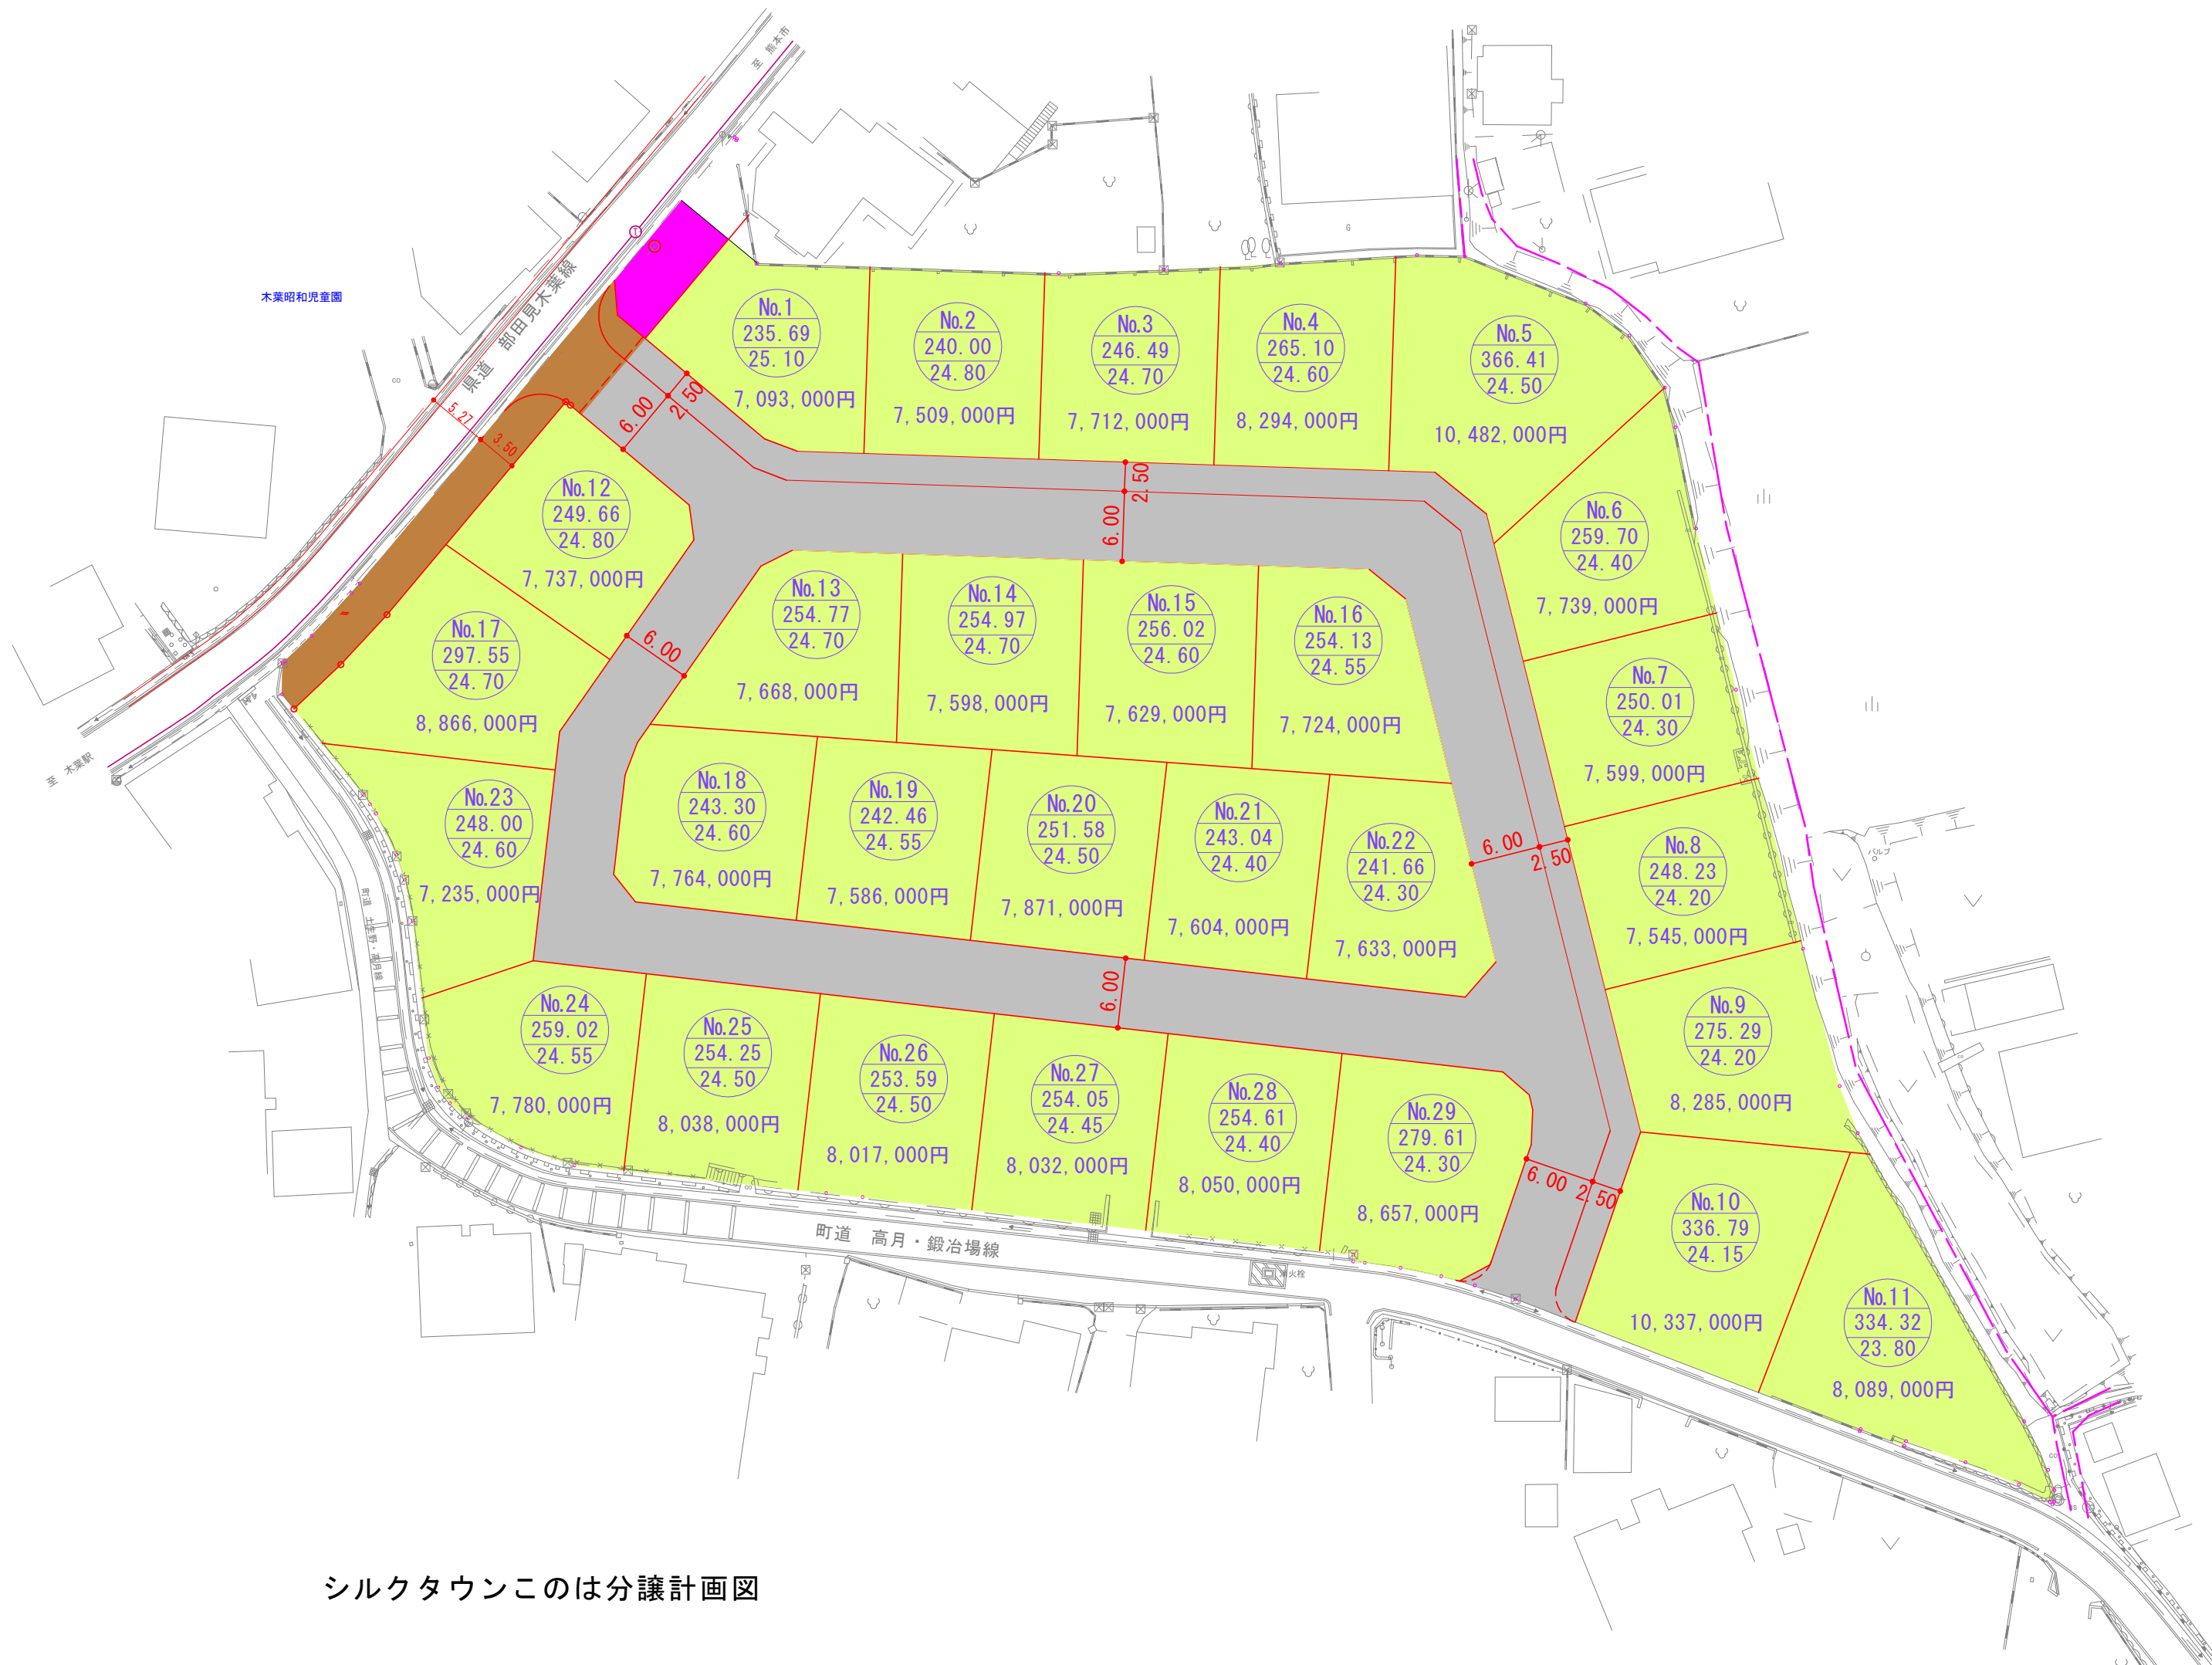 至 熊本市
木葉昭和児童園
県道 部田見木葉線
5.27
3.50
至 木葉駅
No.1
235.69
25.10
7,093,000円
No.2
240.00
24.80
7,509,000円
No.3
246.49
24.70
7,712,000円
No.4
265.10
24.60
8,294,000円
No.5
366.41
24.50
10,482,000円
6.00
2.50
2.50
6.00
No.6
259.70
24.40
7,739,000円
No.7
250.01
24.30
7,599,000円
No.8
248.23
24.20
7,545,000円
No.9
275.29
24.20
8,285,000円
No.10
336.79
24.15
10,337,000円
No.11
334.32
23.80
8,089,000円
No.12
249.66
24.80
7,737,000円
6.00
No.13
254.77
24.70
7,668,000円
No.14
254.97
24.70
7,598,000円
No.15
256.02
24.60
7,629,000円
No.16
254.13
24.55
7,724,000円
No.17
297.55
24.70
8,866,000円
No.18
243.30
24.60
7,764,000円
No.19
242.46
24.55
7,586,000円
No.20
251.58
24.50
7,871,000円
No.21
243.04
24.40
7,604,000円
No.22
241.66
24.30
7,633,000円
6.00
2.50
No.23
248.00
24.60
7,235,000円
6.00
No.24
259.02
24.55
7,780,000円
No.25
254.25
24.50
8,038,000円
No.26
253.59
24.50
8,017,000円
No.27
254.05
24.45
8,032,000円
No.28
254.61
24.40
8,050,000円
No.29
279.61
24.30
8,657,000円
6.00
2.50
バルブ
町道 土生野・高月線
町道 高月・鍛冶場線
シルクタウンこのは分譲計画図